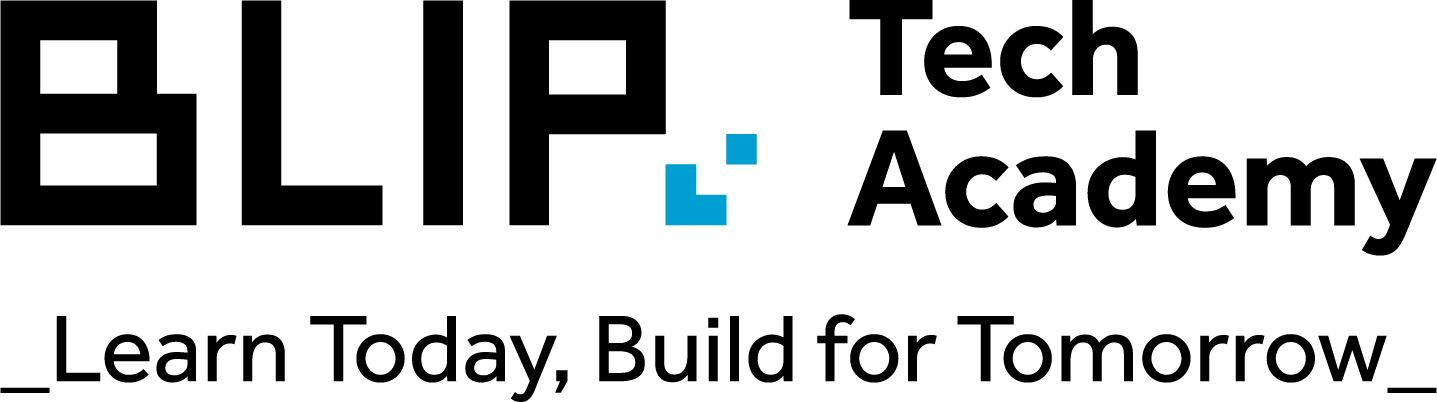 BLIP Tech
Academy
_Learn Today, Build for Tomorrow_